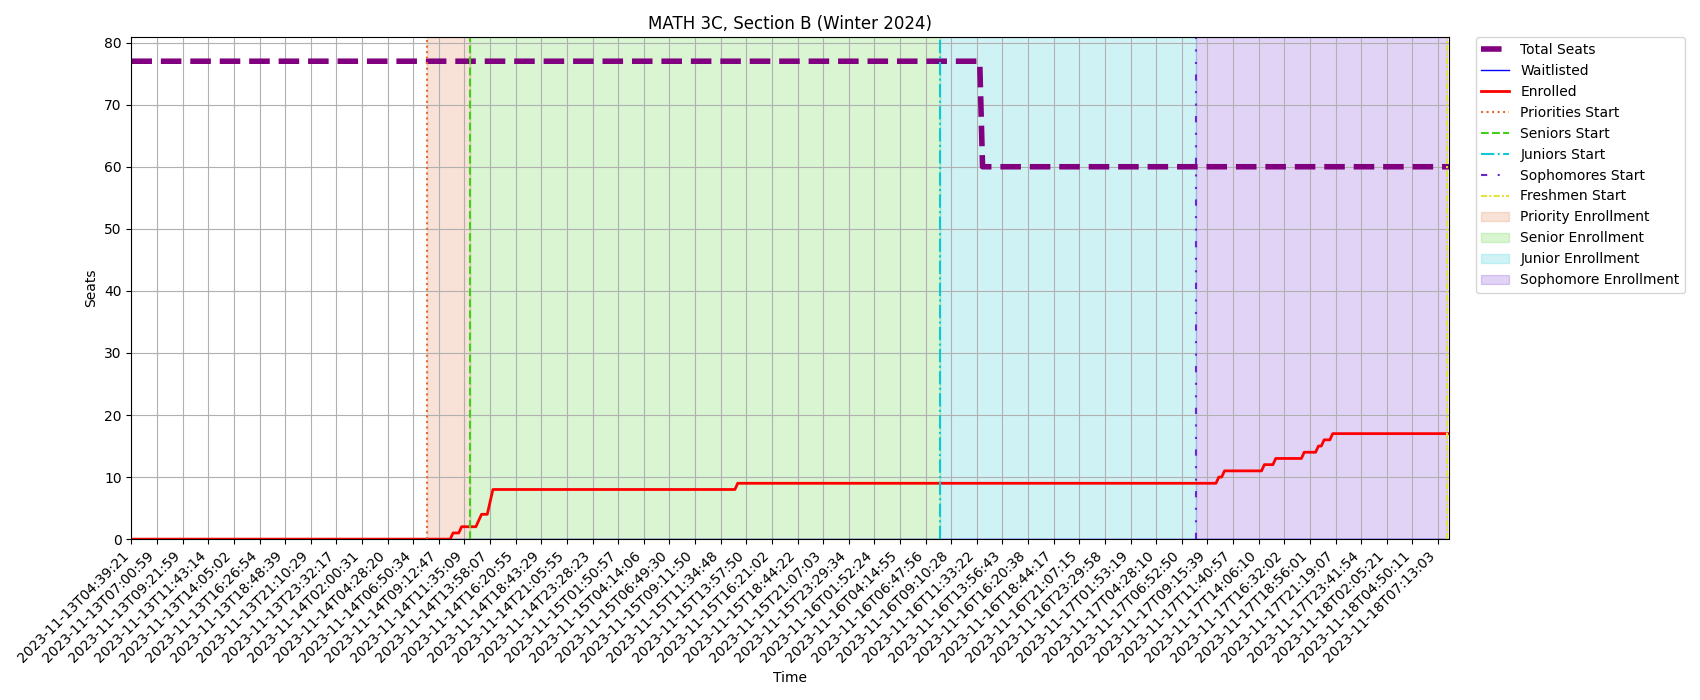 MATH 3C, Section B (Winter 2024)
80
70
60
50
40
30
20
10
0
Seats
2023-11-13T04:39:21
2023-11-13T07:00:59
2023-11-13T09:21:59
2023-11-13T11:43:14
2023-11-13T14:05:02
2023-11-13T16:26:54
2023-11-13T18:48:39
2023-11-13T21:10:29
2023-11-13T23:32:17
2023-11-14T02:00:31
2023-11-14T04:28:20
2023-11-14T06:50:34
2023-11-14T09:12:47
2023-11-14T11:35:09
2023-11-14T13:58:07
2023-11-14T16:20:55
2023-11-14T18:43:29
2023-11-14T21:05:55
2023-11-14T23:28:23
2023-11-15T01:50:57
2023-11-15T04:14:06
2023-11-15T06:49:30
2023-11-15T09:11:50
2023-11-15T11:34:48
2023-11-15T13:57:50
2023-11-15T16:21:02
2023-11-15T18:44:22
2023-11-15T21:07:03
2023-11-15T23:29:34
2023-11-16T01:52:24
2023-11-16T04:14:55
2023-11-16T06:47:56
2023-11-16T09:10:28
2023-11-16T11:33:22
2023-11-16T13:56:43
2023-11-16T16:20:38
2023-11-16T18:44:17
2023-11-16T21:07:15
2023-11-16T23:29:58
2023-11-17T01:53:19
2023-11-17T04:28:10
2023-11-17T06:52:50
2023-11-17T09:15:39
2023-11-17T11:40:57
2023-11-17T14:06:10
2023-11-17T16:32:02
2023-11-17T18:56:01
2023-11-17T21:19:07
2023-11-17T23:41:54
2023-11-18T02:05:21
2023-11-18T04:50:11
2023-11-18T07:13:03
Time
Total Seats
Waitlisted
Enrolled
Priorities Start
Seniors Start
Juniors Start
Sophomores Start
Freshmen Start
Priority Enrollment
Senior Enrollment
Junior Enrollment
Sophomore Enrollment